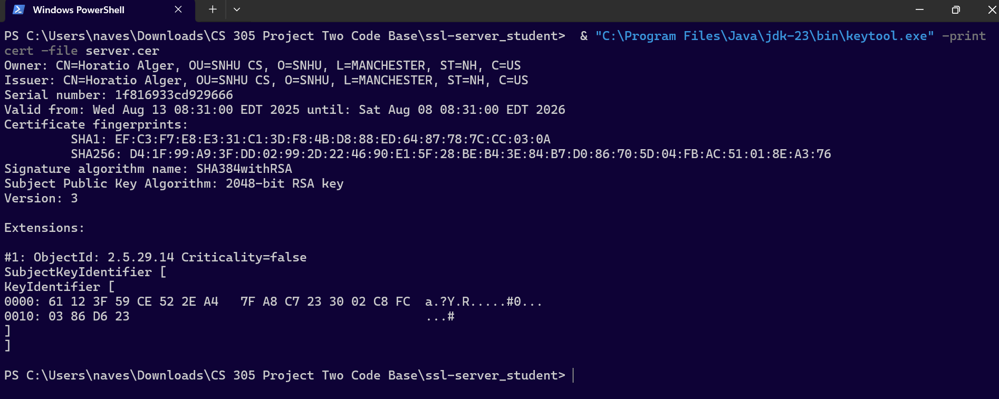 Windows PowerShell
PS C:\Users\naves\Downloads\CS 305 Project Two Code Base\ssl-server_student>  & "C:\Program Files\Java\jdk-23\bin\keytool.exe" -print
cert -file server.cer
Owner: CN=Horatio Alger, OU=SNHU CS, O=SNHU, L=MANCHESTER, ST=NH, C=US
Issuer: CN=Horatio Alger, OU=SNHU CS, O=SNHU, L=MANCHESTER, ST=NH, C=US
Serial number: 1f816933cd929666
Valid from: Wed Aug 13 08:31:00 EDT 2025 until: Sat Aug 08 08:31:00 EDT 2026
Certificate fingerprints:
         SHA1: EF:C3:F7:E8:E3:31:C1:3D:F8:4B:D8:88:ED:64:87:78:7C:CC:03:0A
         SHA256: D4:1F:99:A9:3F:DD:02:99:2D:22:46:90:E1:5F:28:BE:B4:3E:84:B7:D0:86:70:5D:04:FB:AC:51:01:8E:A3:76
Signature algorithm name: SHA384withRSA
Subject Public Key Algorithm: 2048-bit RSA key
Version: 3
Extensions:
#1: ObjectId: 2.5.29.14 Criticality=false
SubjectKeyIdentifier [
KeyIdentifier [
0000: 61 12 3F 59 CE 52 2E A4   7F A8 C7 23 30 02 C8 FC  a.?Y.R.....#0...
0010: 03 86 D6 23                                        ...#
]
]
PS C:\Users\naves\Downloads\CS 305 Project Two Code Base\ssl-server_student>